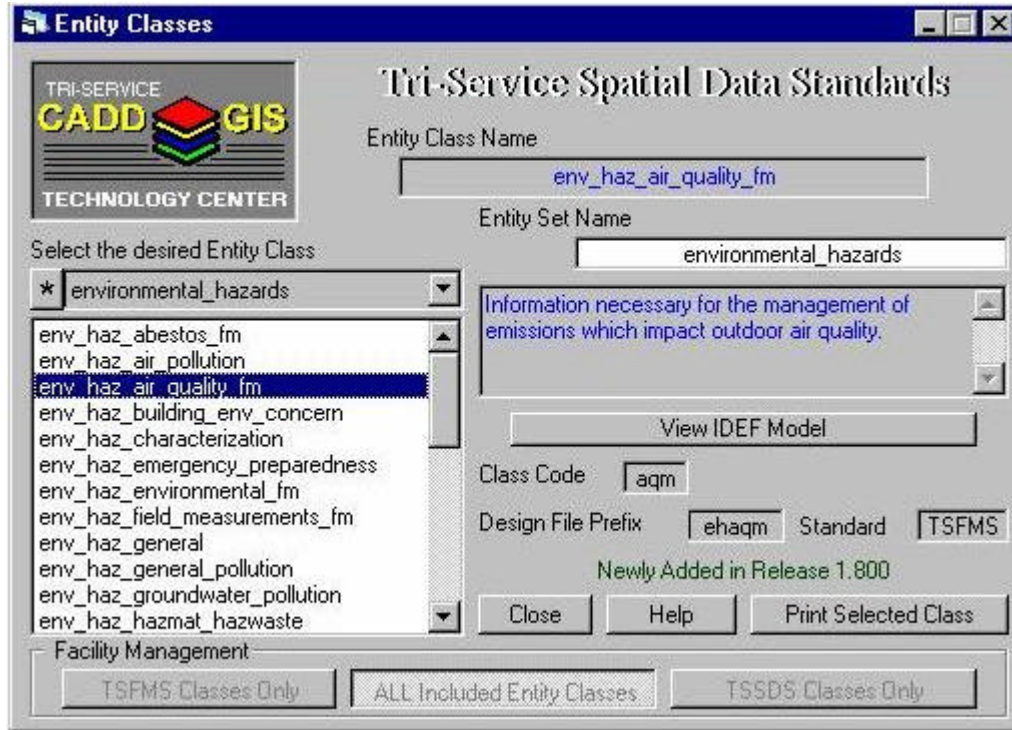 Entity Classes
TRI-SERVICE
CADD GIS
TECHNOLOGY CENTER
Tri-Service Spatial Data Standards
Entity Class Name
env_haz_air_quality_fm
Entity Set Name
environmental_hazards
Select the desired Entity Class
* environmental_hazards
Information necessary for the management of
emissions which impact outdoor air quality.
env_haz_abestos_fm
env_haz_air_pollution
env_haz_air_quality_fm
env_haz_building_env_concern
env_haz_characterization
env_haz_emergency_preparedness
env_haz_environmental_fm
env_haz_field_measurements_fm
env_haz_general
env_haz_general_pollution
env_haz_groundwater_pollution
env_haz_hazmat_hazwaste
View IDEF Model
Class Code aqm
Design File Prefix ehaqm Standard TSFMS
Newly Added in Release 1.800
Close Help Print Selected Class
Facility Management
TSFMS Classes Only ALL Included Entity Classes TSSDS Classes Only